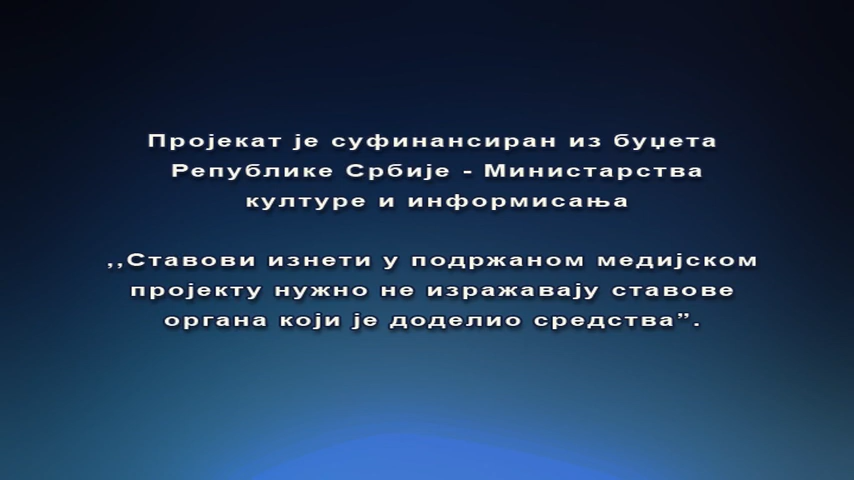 Пројекат је суфинансиран из буџета
Републике Србије - Министарства
културе и информисања
,,Ставови изнети у подржаном медијском
пројекту нужно не изражавају ставове
органа који је доделио средства”.